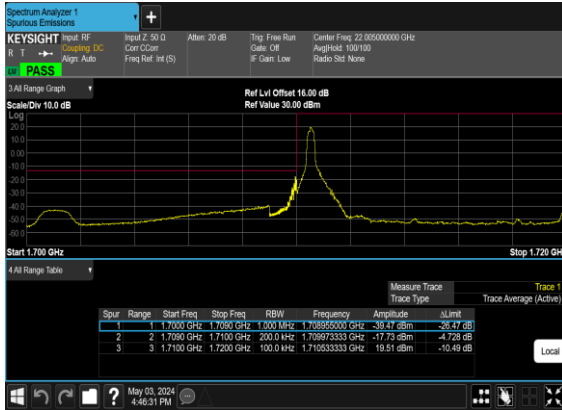 Spectrum Analyzer 1
Spurious Emissions
KEYSIGHT Input: RF Input Z: 50 Ω Atten: 20 dB Trig: Free Run Center Freq: 22.005000000 GHz
R T Coupling: DC Corr CCorr Gate: Off Avg|Hold: 100/100
Align: Auto Freq Ref: Int (S) IF Gain: Low Radio Std: None
PASS
3 All Range Graph
Ref Lvl Offset 16.00 dB
Scale/Div 10.0 dB Ref Value 30.00 dBm
Log
20.0
10.0
0.00
-10.0
-20.0
-30.0
-40.0
-50.0
-60.0
Start 1.700 GHz Stop 1.720 GH
4 All Range Table
Measure Trace Trace 1
Trace Type Trace Average (Active)
Spur Range Start Freq Stop Freq RBW Frequency Amplitude ΔLimit
1 1 1.7000 GHz 1.7090 GHz 1.000 MHz 1.708955000 GHz -39.47 dBm -26.47 dB
2 2 1.7090 GHz 1.7100 GHz 200.0 kHz 1.709973333 GHz -17.73 dBm -4.728 dB
3 3 1.7100 GHz 1.7200 GHz 100.0 kHz 1.710533333 GHz 19.51 dBm -10.49 dB
Local
May 03, 2024
4:46:31 PM